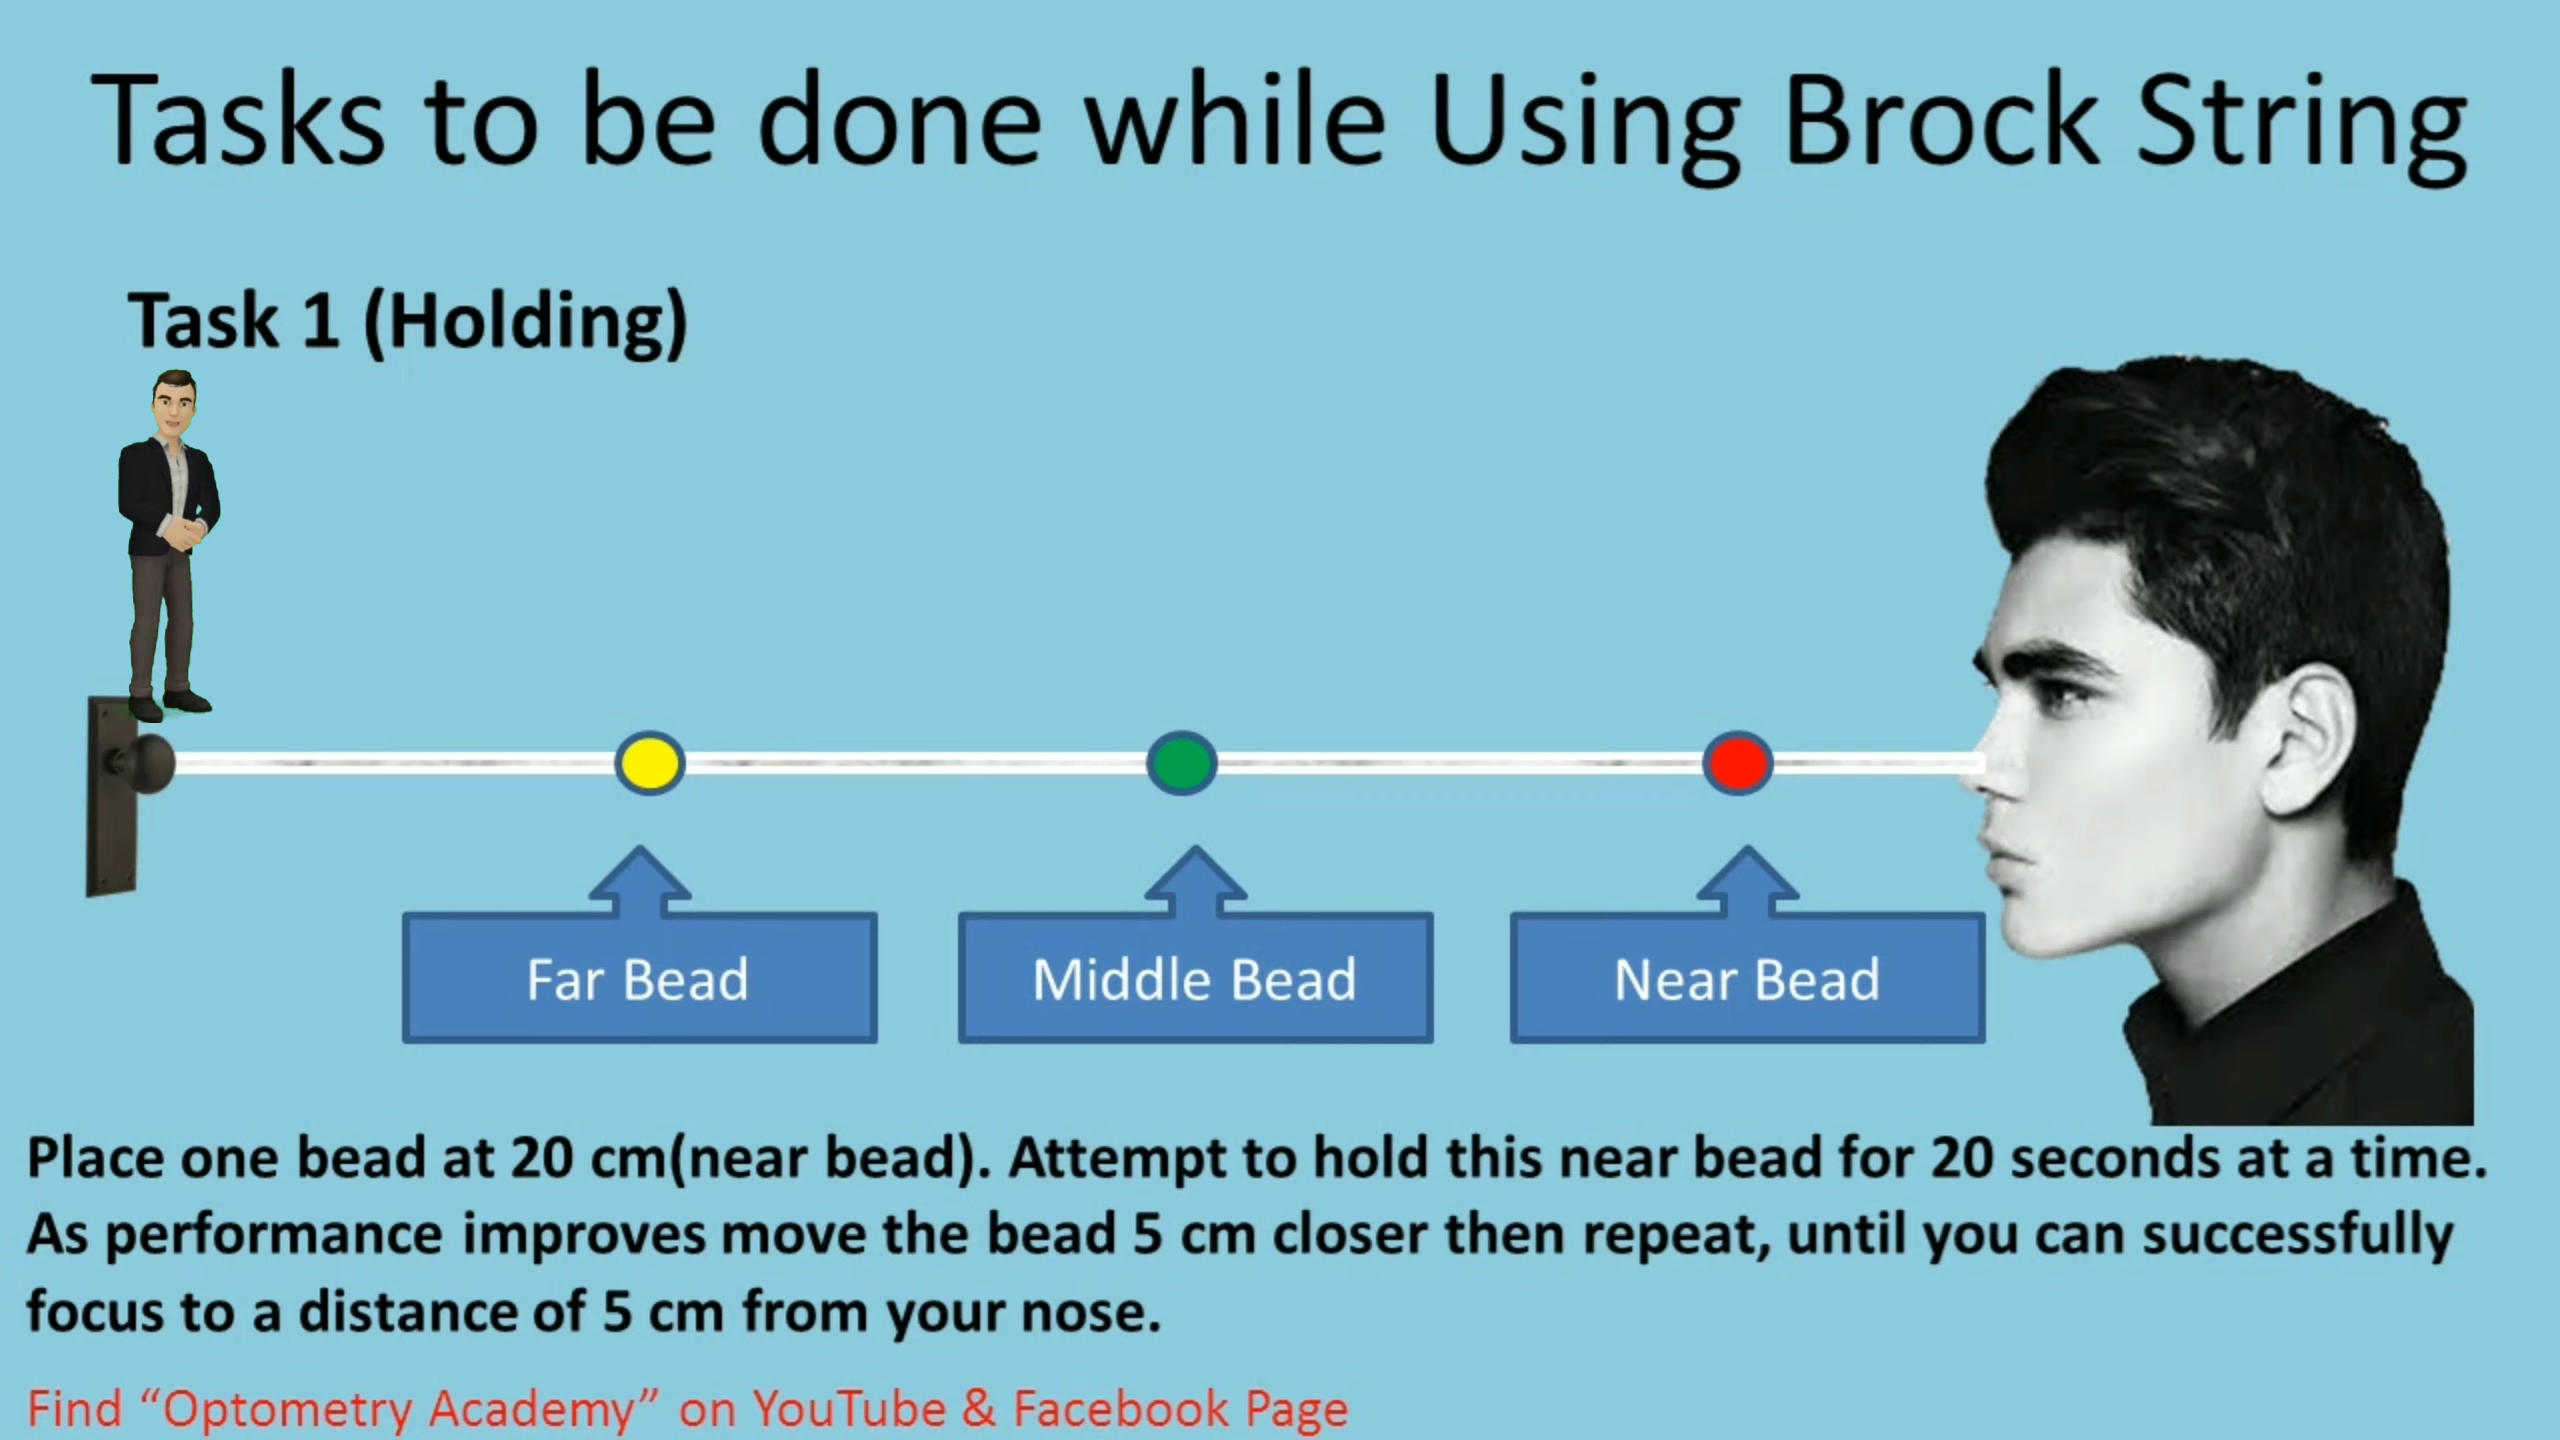 Tasks to be done while Using Brock String
Task 1 (Holding)
Far Bead
Middle Bead
Near Bead
Place one bead at 20 cm(near bead). Attempt to hold this near bead for 20 seconds at a time.
As performance improves move the bead 5 cm closer then repeat, until you can successfully
focus to a distance of 5 cm from your nose.
Find “Optometry Academy” on YouTube & Facebook Page